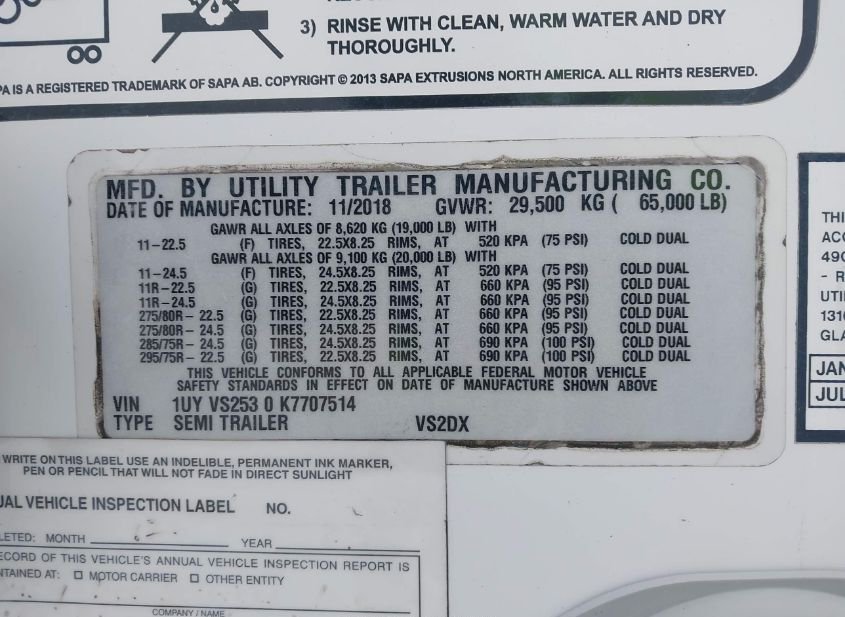 3) RINSE WITH CLEAN, WARM WATER AND DRY
THOROUGHLY.
PA IS A REGISTERED TRADEMARK OF SAPA AB. COPYRIGHT © 2013 SAPA EXTRUSIONS NORTH AMERICA. ALL RIGHTS RESERVED.
MFD. BY UTILITY TRAILER MANUFACTURING CO.
DATE OF MANUFACTURE: 11/2018 GVWR: 29,500 KG ( 65,000 LB)
GAWR ALL AXLES OF 8,620 KG (19,000 LB) WITH
11-22.5 (F) TIRES, 22.5X8.25 RIMS, AT 520 KPA (75 PSI) COLD DUAL
GAWR ALL AXLES OF 9,100 KG (20,000 LB) WITH
11-24.5 (F) TIRES, 24.5X8.25 RIMS, AT 520 KPA (75 PSI) COLD DUAL
11R-22.5 (G) TIRES, 22.5X8.25 RIMS, AT 660 KPA (95 PSI) COLD DUAL
11R-24.5 (G) TIRES, 24.5X8.25 RIMS, AT 660 KPA (95 PSI) COLD DUAL
275/80R- 22.5 (G) TIRES, 22.5X8.25 RIMS, AT 660 KPA (95 PSI) COLD DUAL
275/80R- 24.5 (G) TIRES, 24.5X8.25 RIMS, AT 660 KPA (95 PSI) COLD DUAL
285/75R- 24.5 (G) TIRES, 24.5X8.25 RIMS, AT 690 KPA (100 PSI) COLD DUAL
295/75R- 22.5 (G) TIRES, 22.5X8.25 RIMS, AT 690 KPA (100 PSI) COLD DUAL
THIS VEHICLE CONFORMS TO ALL APPLICABLE FEDERAL MOTOR VEHICLE
SAFETY STANDARDS IN EFFECT ON DATE OF MANUFACTURE SHOWN ABOVE
VIN 1UY VS253 0 K7707514
TYPE SEMI TRAILER VS2DX
THI
ACC
49C
- R
UTI
131
GLA
JAN
JUL
WRITE ON THIS LABEL USE AN INDELIBLE, PERMANENT INK MARKER,
PEN OR PENCIL THAT WILL NOT FADE IN DIRECT SUNLIGHT
UAL VEHICLE INSPECTION LABEL NO.
LETED: MONTH YEAR
ECORD OF THIS VEHICLE'S ANNUAL VEHICLE INSPECTION REPORT IS
NTAINED AT: ☐ MOTOR CARRIER ☐ OTHER ENTITY
COMPANY / NAME